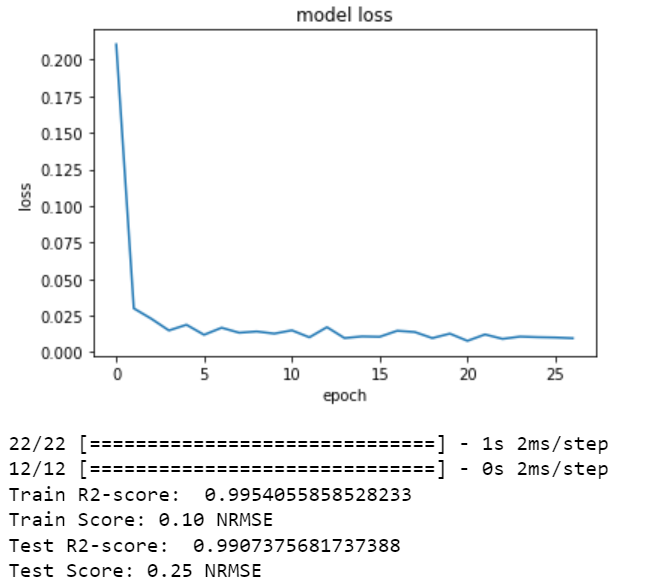 model loss
0.200
0.175
0.150
0.125
0.100
0.075
0.050
0.025
0.000
loss
0 5 10 15 20 25
epoch
22/22 [==============================] - 1s 2ms/step
12/12 [==============================] - 0s 2ms/step
Train R2-score:  0.9954055858528233
Train Score: 0.10 NRMSE
Test R2-score:  0.9907375681737388
Test Score: 0.25 NRMSE